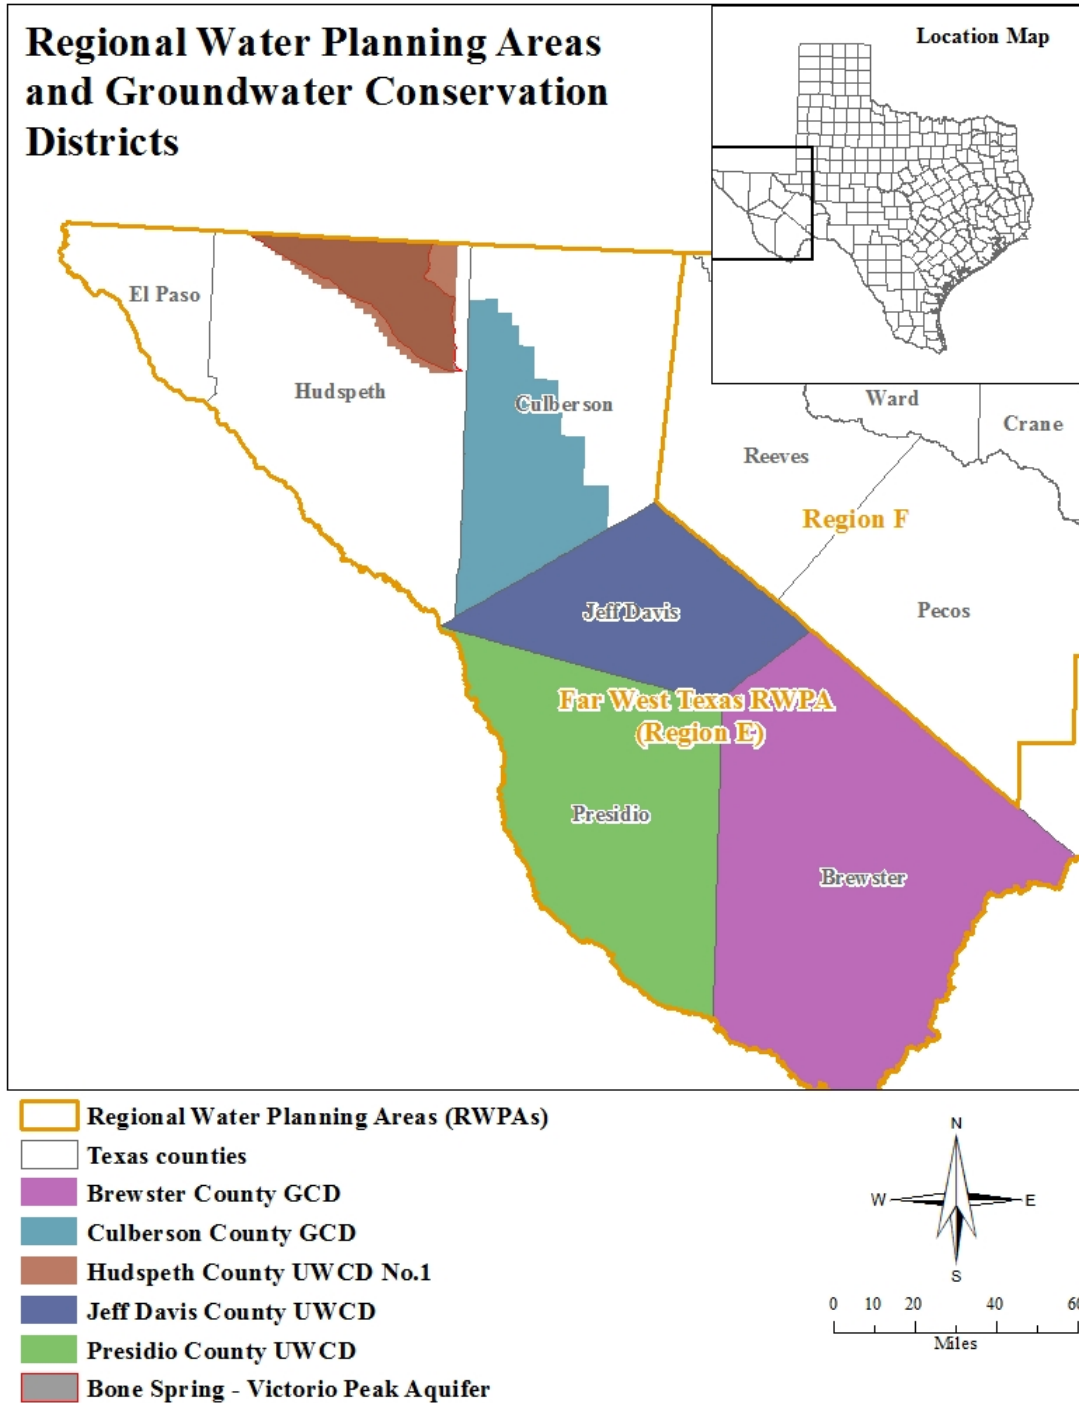 Regional Water Planning Areas
and Groundwater Conservation
Districts
Location Map
El Paso
Hudspeth
Culberson
Ward
Crane
Reeves
Region F
Jeff Davis
Pecos
Far West Texas RWPA
(Region E)
Presidio
Brewster
Regional Water Planning Areas (RWPAs)
Texas counties
Brewster County GCD
Culberson County GCD
Hudspeth County UWCD No.1
Jeff Davis County UWCD
Presidio County UWCD
Bone Spring - Victorio Peak Aquifer
N
W E
S
0 10 20 40 60
Miles